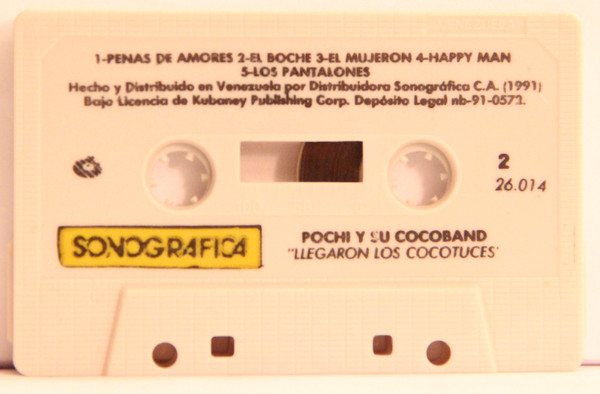 1-PENAS DE AMORES 2-EL BOCHE 3-EL MUJERON 4-HAPPY MAN
5-LOS PANTALONES
Hecho y Distribuido en Venezuela por Distribuidora Sonográfica C.A. (1991)
Bajo Licencia de Kubaney Publishing Corp. Depósito Legal nb-91-0572.
2
26.014
SONOGRAFICA
POCHI Y SU COCOBAND
"LLEGARON LOS COCOTUCES"